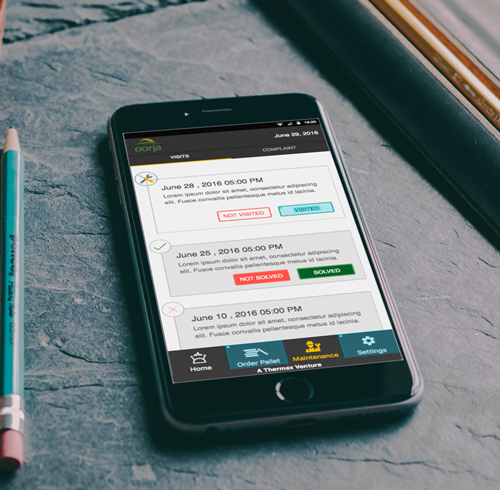 16:20
oorja
June 29, 2016
VISITS
COMPLAINT
June 28 , 2016 05:00 PM
Lorem ipsum dolor sit amet, consectetur adipiscing
elit. Fusce convallis pellentesque metus id lacinia.
NOT VISITED
VISITED
June 25 , 2016 05:00 PM
Lorem ipsum dolor sit amet, consectetur adipiscing
elit. Fusce convallis pellentesque metus id lacinia.
NOT SOLVED
SOLVED
June 10 , 2016 05:00 PM
Lorem ipsum dolor sit amet, consectetur adipiscing
elit. Fusce convallis pellentesque metus id lacinia.
Home
Order Pallet
Maintenance
Settings
A Thermax Venture